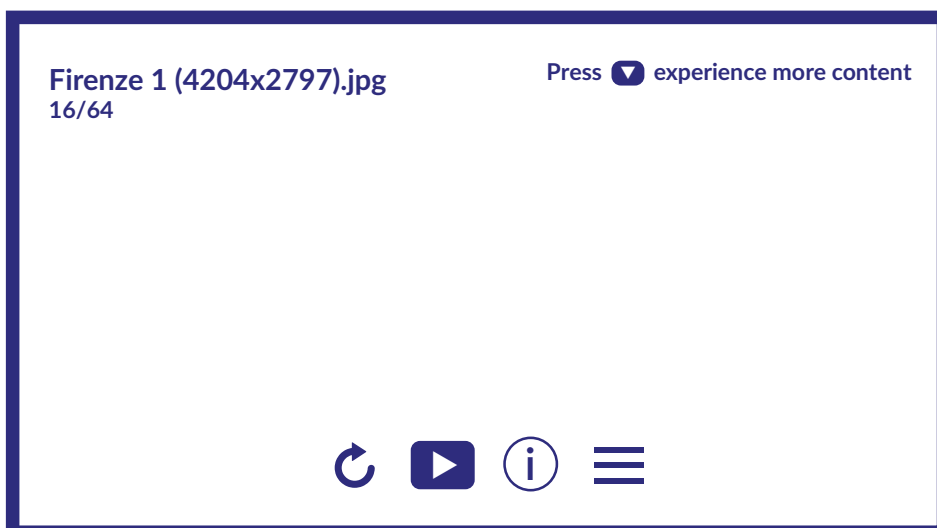 Firenze 1 (4204x2797).jpg
16/64
Press ▼ experience more content